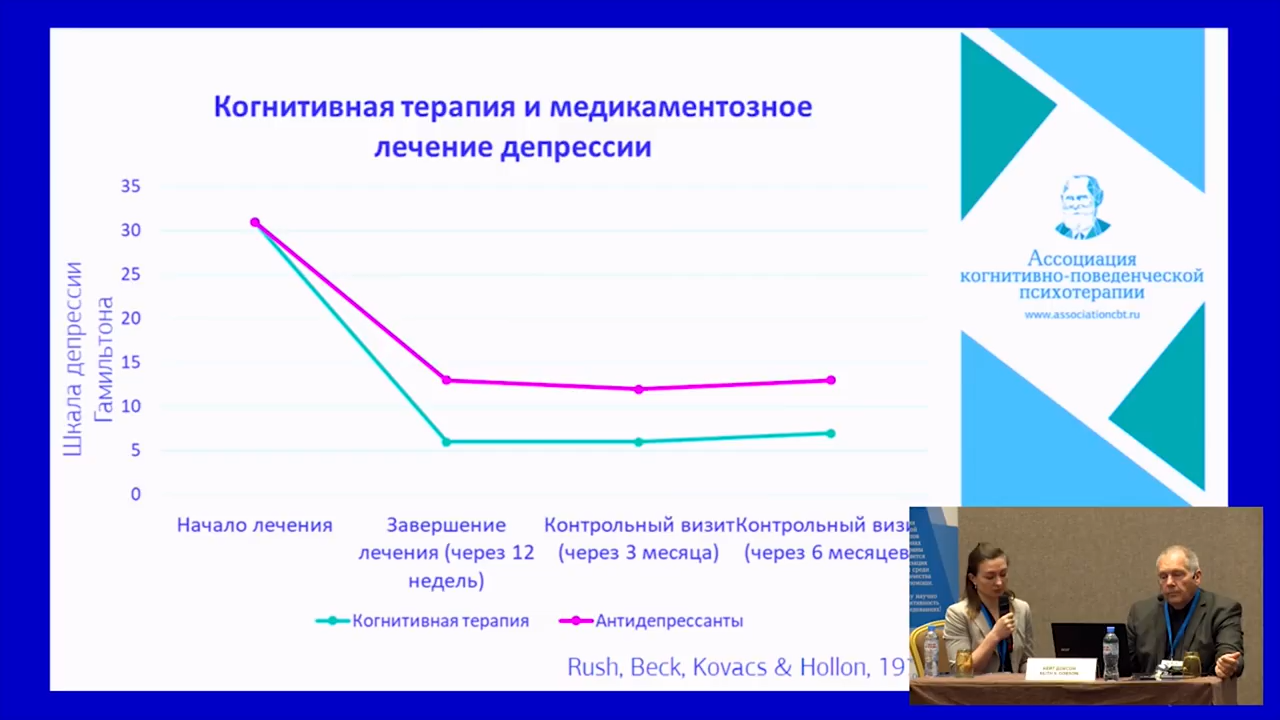 Когнитивная терапия и медикаментозное
лечение депрессии
35
30
25
20
15
10
5
0
Шкала депрессии
Гамильтона
Начало лечения
Завершение
лечения (через 12
недель)
Контрольный визит
(через 3 месяца)
Контрольный визи
(через 6 месяцев
Когнитивная терапия
Антидепрессанты
Rush, Beck, Kovacs & Hollon, 19
Ассоциация
когнитивно-поведенческой
психотерапии
www.associationcbt.ru
КЕЙТ ДОБСОН